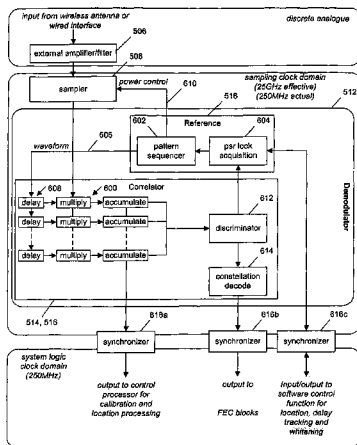 input from wireless antenna or
wired interface
discrete analogue
external amplifier/filter
506
508
sampler
power control
610
sampling clock domain
(25GHz effective)
(250MHz actual)
516
512
Reference
602
604
605
waveform
pattern
sequencer
psr lock
acquisition
Demodulator
608
600
Correlator
delay
multiply
accumulate
612
delay
multiply
accumulate
discriminator
delay
multiply
accumulate
614
constellation
decode
514, 516
616a
616b
616c
synchronizer
synchronizer
synchronizer
system logic
clock domain
(250MHz)
output to control
processor for
calibration and
location processing
output to
FEC blocks
Input/output to
software control
function for
location, delay
tracking and
whitening